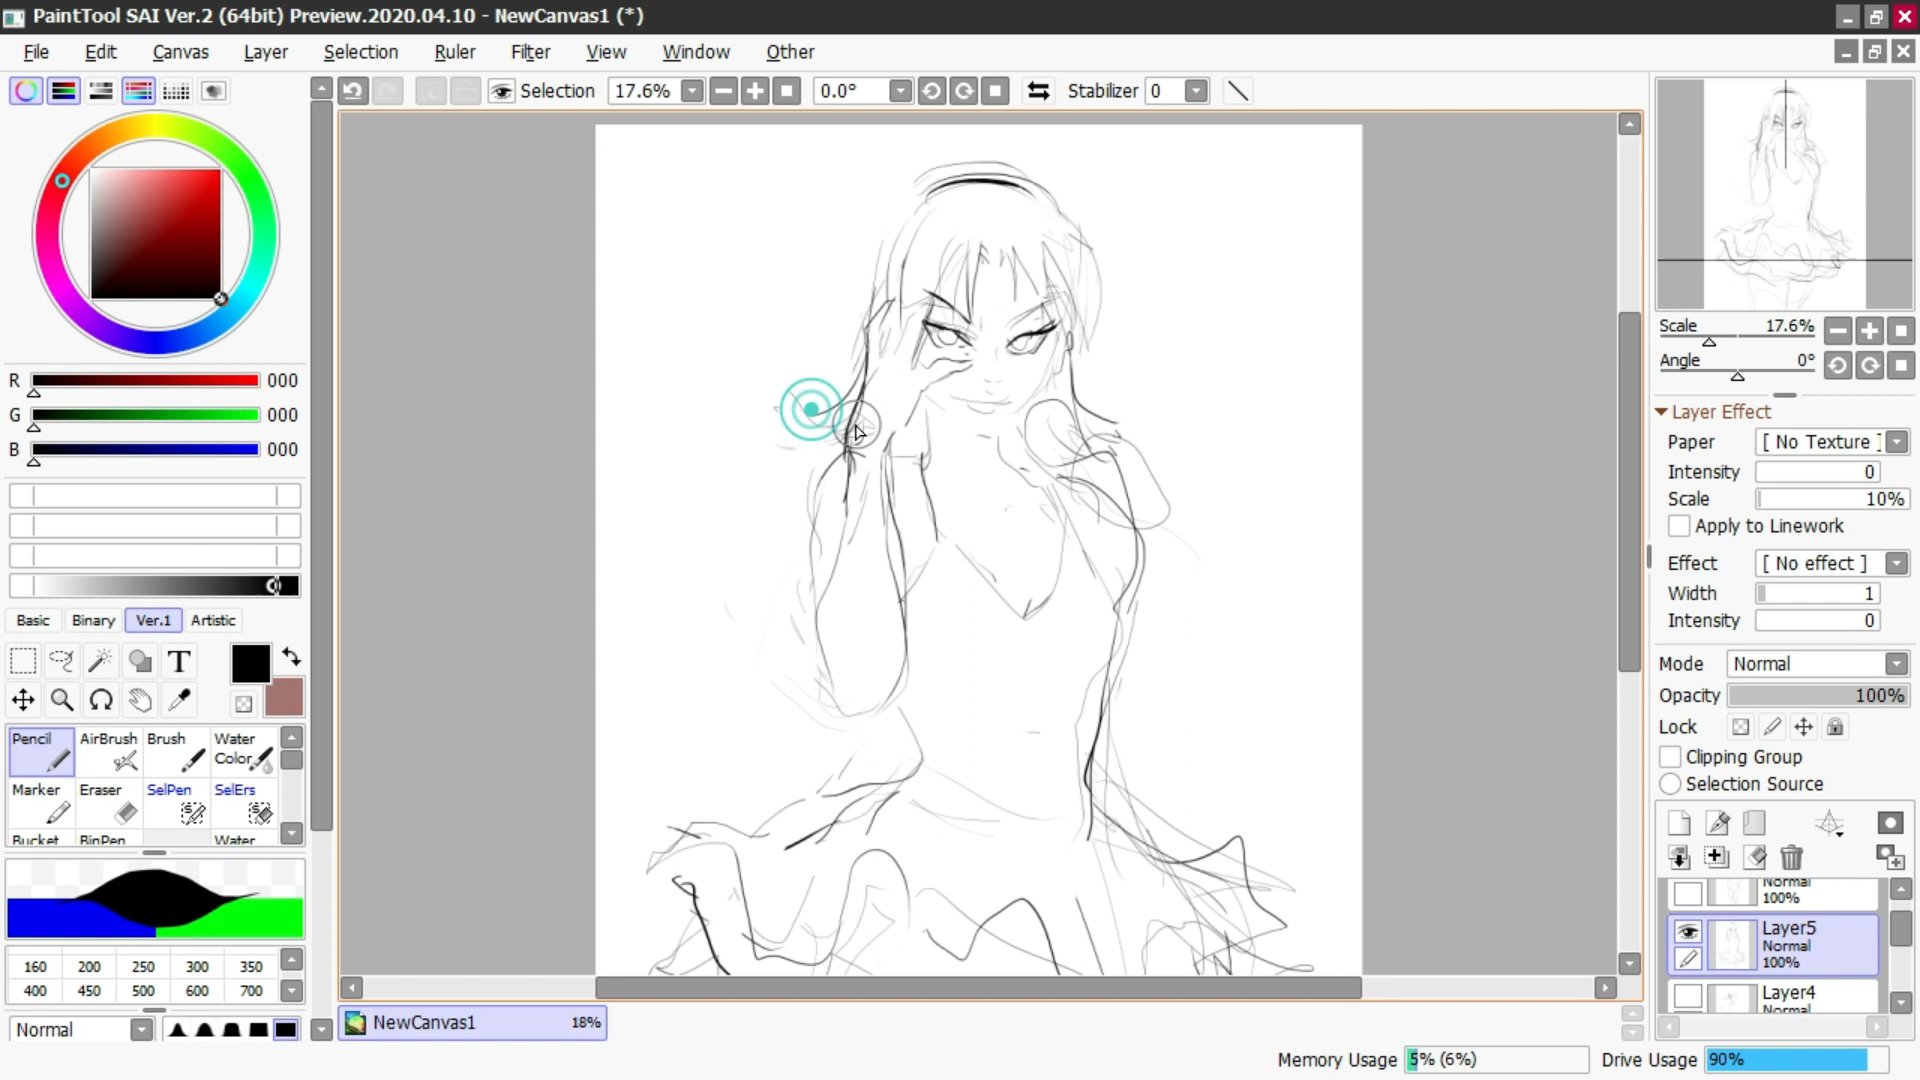 PaintTool SAI Ver.2 (64bit) Preview.2020.04.10 - NewCanvas1 (*)
File Edit Canvas Layer Selection Ruler Filter View Window Other
Selection 17.6% 0.0° Stabilizer 0
R 000
G 000
B 000
Basic Binary Ver.1 Artistic
T
Pencil AirBrush Brush Water Color
Marker Eraser SelPen SelErs
Bucket BinPen Water
160 200 250 300 350
400 450 500 600 700
Normal
NewCanvas1 18%
Scale 17.6%
Angle 0°
Layer Effect
Paper [ No Texture ]
Intensity 0
Scale 10%
Apply to Linework
Effect [ No effect ]
Width 1
Intensity 0
Mode Normal
Opacity 100%
Lock
Clipping Group
Selection Source
Normal
100%
Layer5
Normal
100%
Layer4
Normal
Memory Usage 5% (6%) Drive Usage 90%